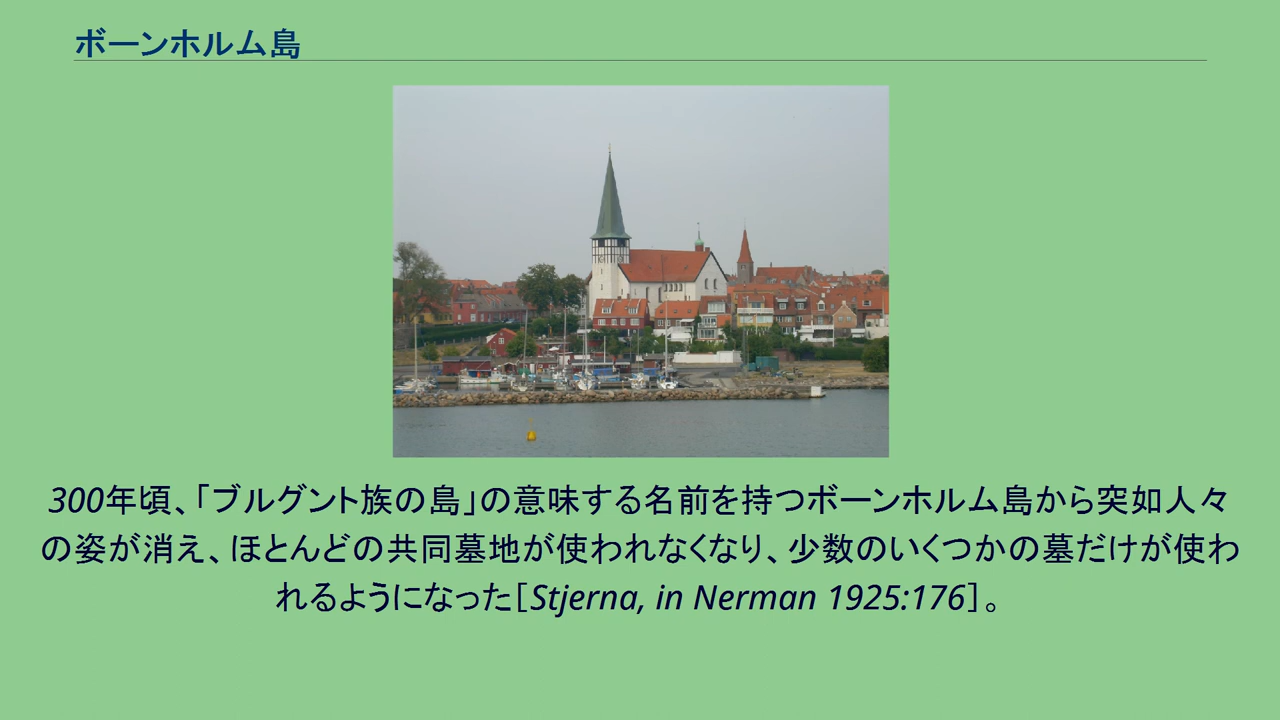 ボーンホルム島
300年頃、「ブルグント族の島」の意味する名前を持つボーンホルム島から突如人々
の姿が消え、ほとんどの共同墓地が使われなくなり、少数のいくつかの墓だけが使わ
れるようになった［Stjerna, in Nerman 1925:176］。